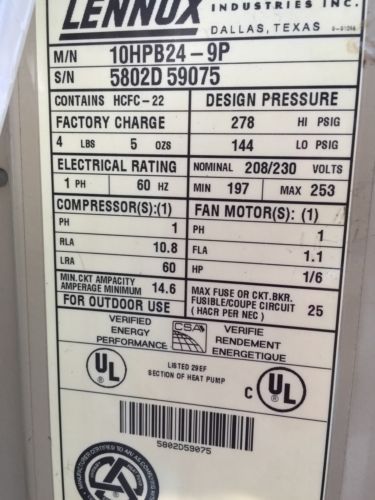 LENNOX INDUSTRIES INC.
DALLAS, TEXAS
M/N 10HPB24-9P
S/N 5802D 59075
CONTAINS HCFC-22 DESIGN PRESSURE
FACTORY CHARGE 278 HI PSIG
4 LBS 5 OZS 144 LO PSIG
ELECTRICAL RATING NOMINAL 208/230 VOLTS
1 PH 60 HZ MIN 197 MAX 253
COMPRESSOR(S):(1) FAN MOTOR(S): (1)
PH 1 PH 1
RLA 10.8 FLA 1.1
LRA 60 HP 1/6
MIN.CKT AMPACITY
AMPERAGE MINIMUM 14.6
MAX FUSE OR CKT.BKR.
FUSIBLE/COUPE CIRCUIT 25
( HACR PER NEC )
FOR OUTDOOR USE
VERIFIED
ENERGY
PERFORMANCE
CSA
VERIFIE
RENDEMENT
ENERGETIQUE
UL
LISTED 29EF
SECTION OF HEAT PUMP
C UL
5802D59075